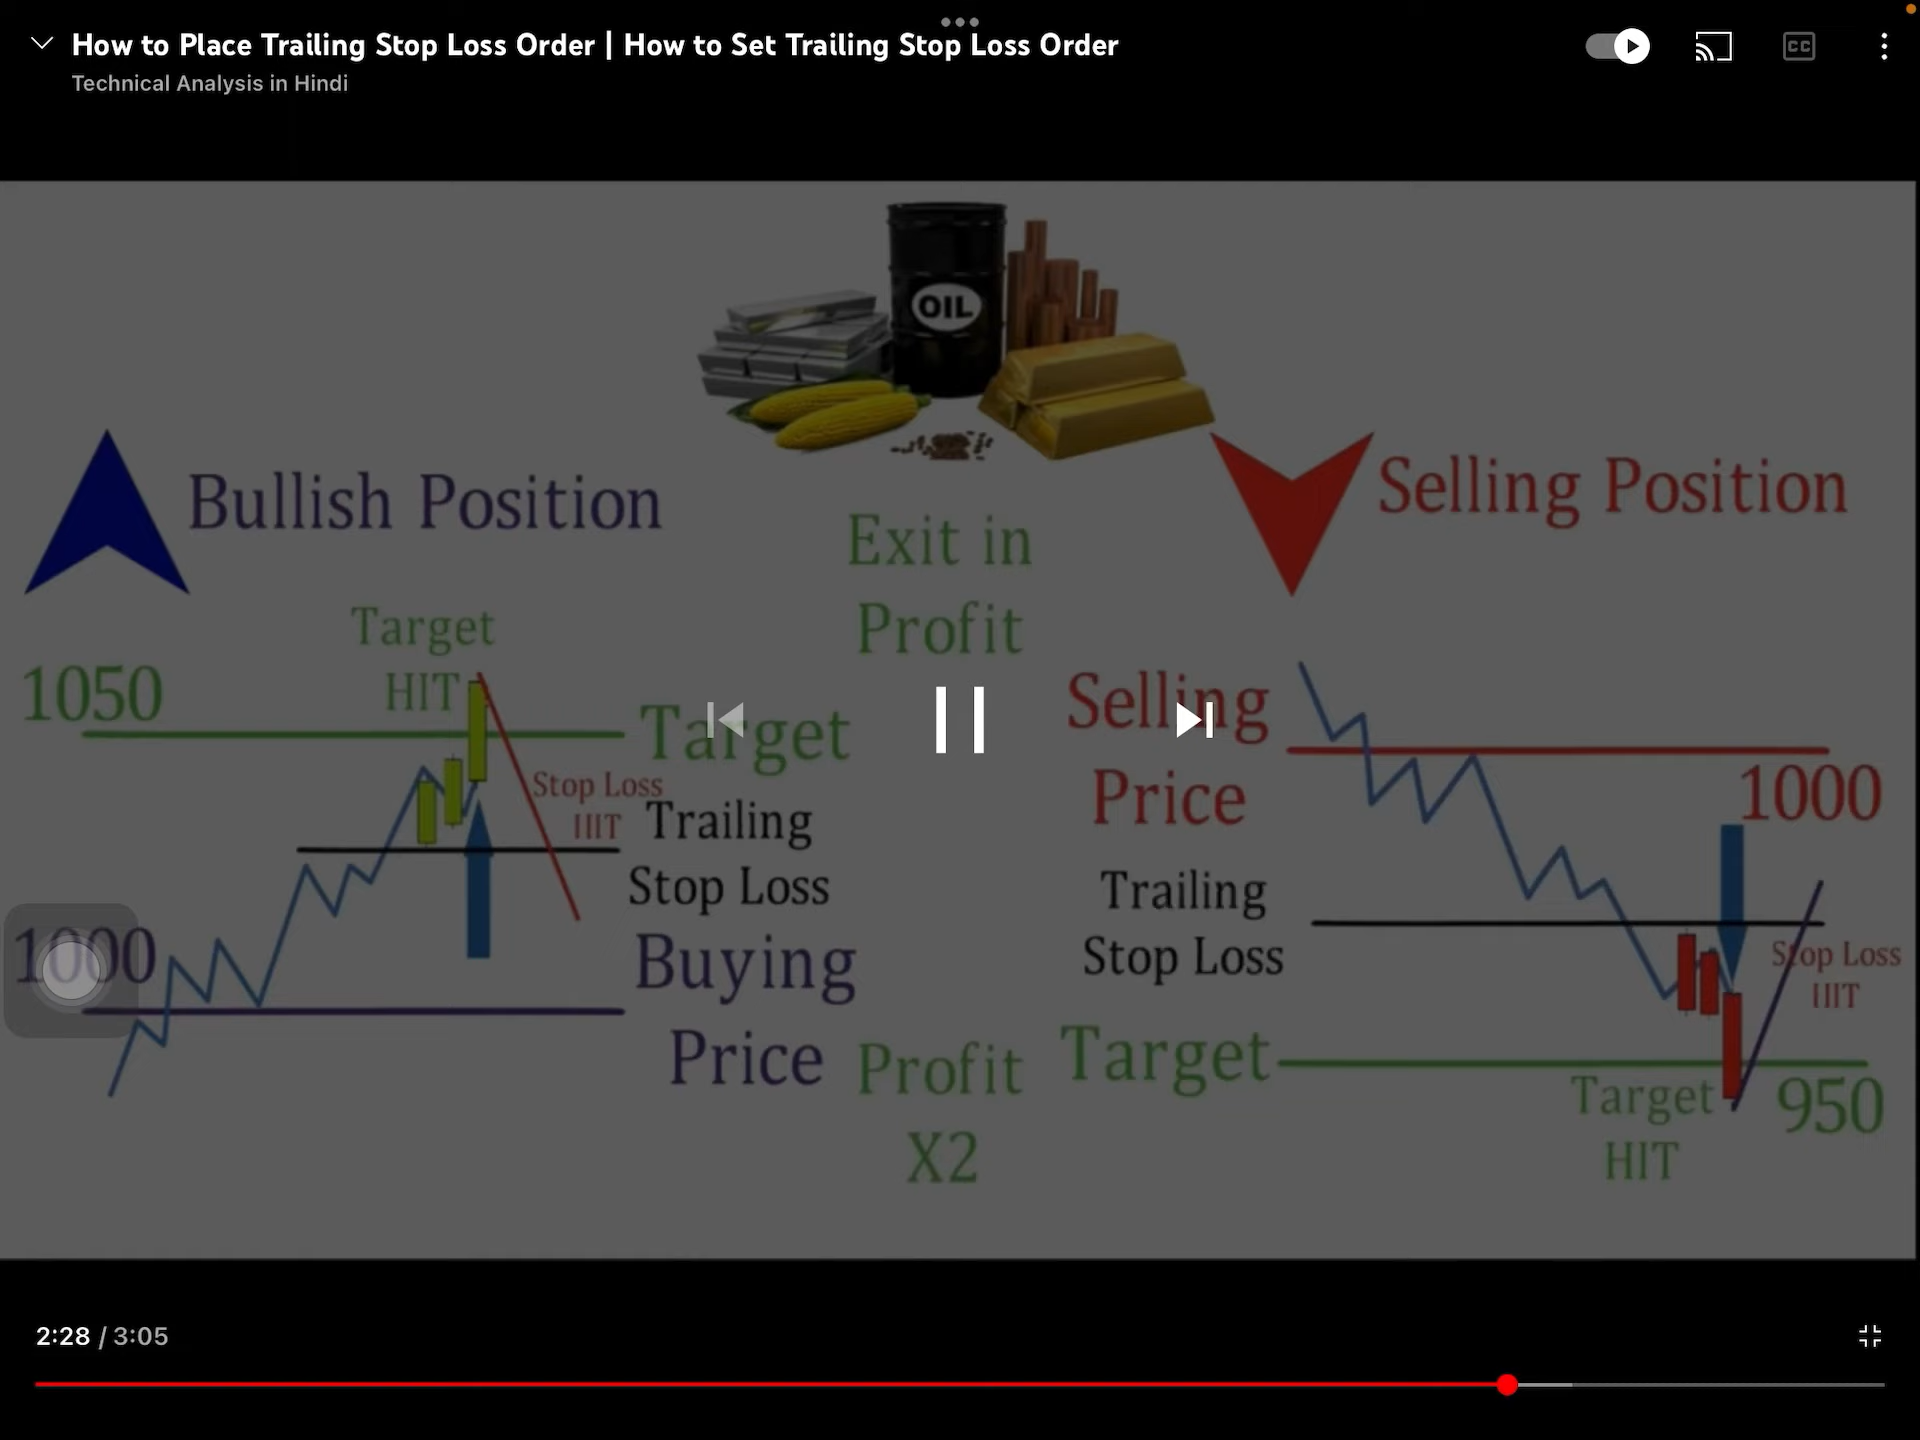 How to Place Trailing Stop Loss Order | How to Set Trailing Stop Loss Order
Technical Analysis in Hindi
CC
OIL
Bullish Position
Exit in
Profit
Selling Position
Target
HIT
1050
Target
Stop Loss
HIT
Trailing
Stop Loss
1000
Buying
Price
Profit
X2
Selling
Price
1000
Trailing
Stop Loss
Stop Loss
HIT
Target
Target
HIT
950
2:28 / 3:05